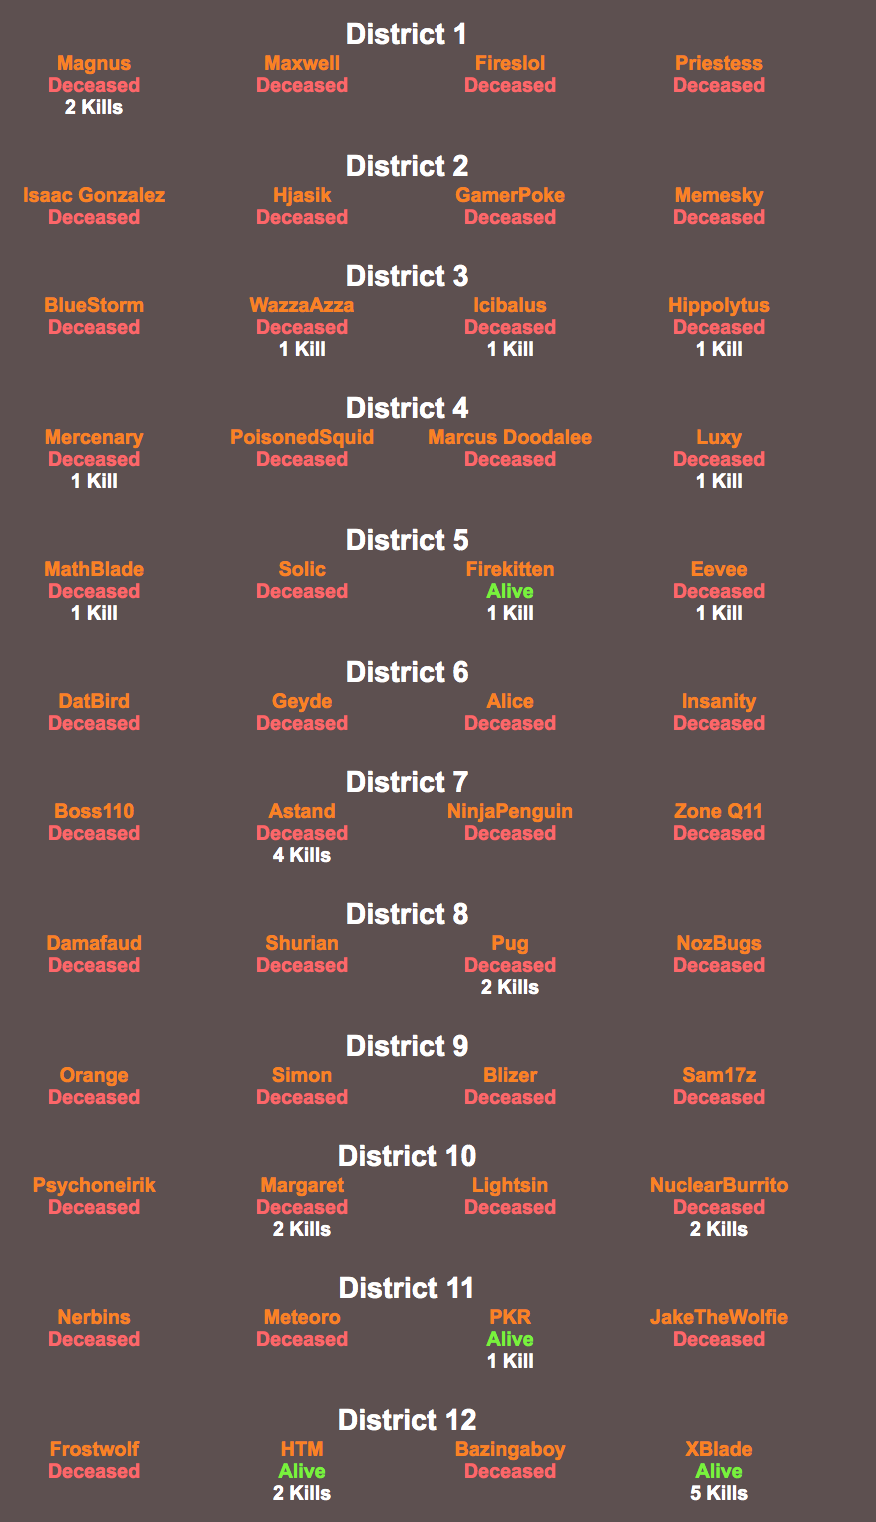 District 1
Magnus Maxwell Fireslol Priestess
Deceased Deceased Deceased Deceased
2 Kills
District 2
Isaac Gonzalez Hjasik GamerPoke Memesky
Deceased Deceased Deceased Deceased
District 3
BlueStorm WazzaAzza Icibalus Hippolytus
Deceased Deceased Deceased Deceased
1 Kill 1 Kill 1 Kill
District 4
Mercenary PoisonedSquid Marcus Doodalee Luxy
Deceased Deceased Deceased Deceased
1 Kill 1 Kill
District 5
MathBlade Solic Firekitten Eevee
Deceased Deceased Alive Deceased
1 Kill 1 Kill 1 Kill
District 6
DatBird Geyde Alice Insanity
Deceased Deceased Deceased Deceased
District 7
Boss110 Astand NinjaPenguin Zone Q11
Deceased Deceased Deceased Deceased
4 Kills
District 8
Damafaud Shurian Pug NozBugs
Deceased Deceased Deceased Deceased
2 Kills
District 9
Orange Simon Blizer Sam17z
Deceased Deceased Deceased Deceased
District 10
Psychoneirik Margaret Lightsin NuclearBurrito
Deceased Deceased Deceased Deceased
2 Kills 2 Kills
District 11
Nerbins Meteoro PKR JakeTheWolfie
Deceased Deceased Alive Deceased
1 Kill
District 12
Frostwolf HTM Bazingaboy XBlade
Deceased Alive Deceased Alive
2 Kills 5 Kills